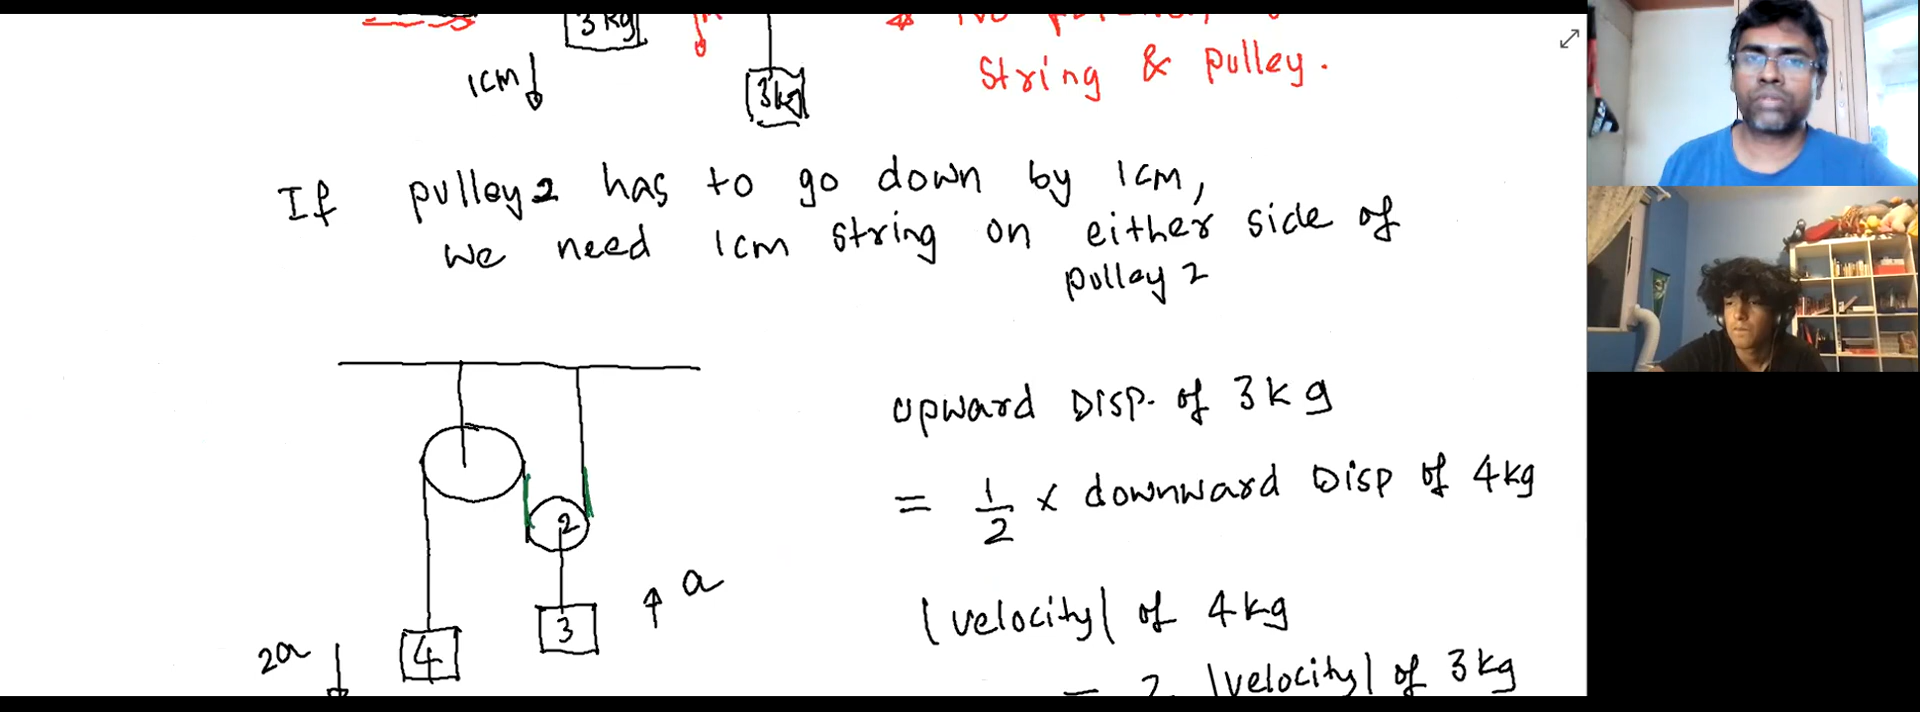 3kg
1cm
3kg
String & pulley.
If pulley 2 has to go down by 1cm,
we need 1cm string on either side of
pulley 2
upward Disp. of 3kg
= 1/2 × downward Disp of 4kg
2
a
3
2a
4
|velocity| of 4kg
= 2. |velocity| of 3kg